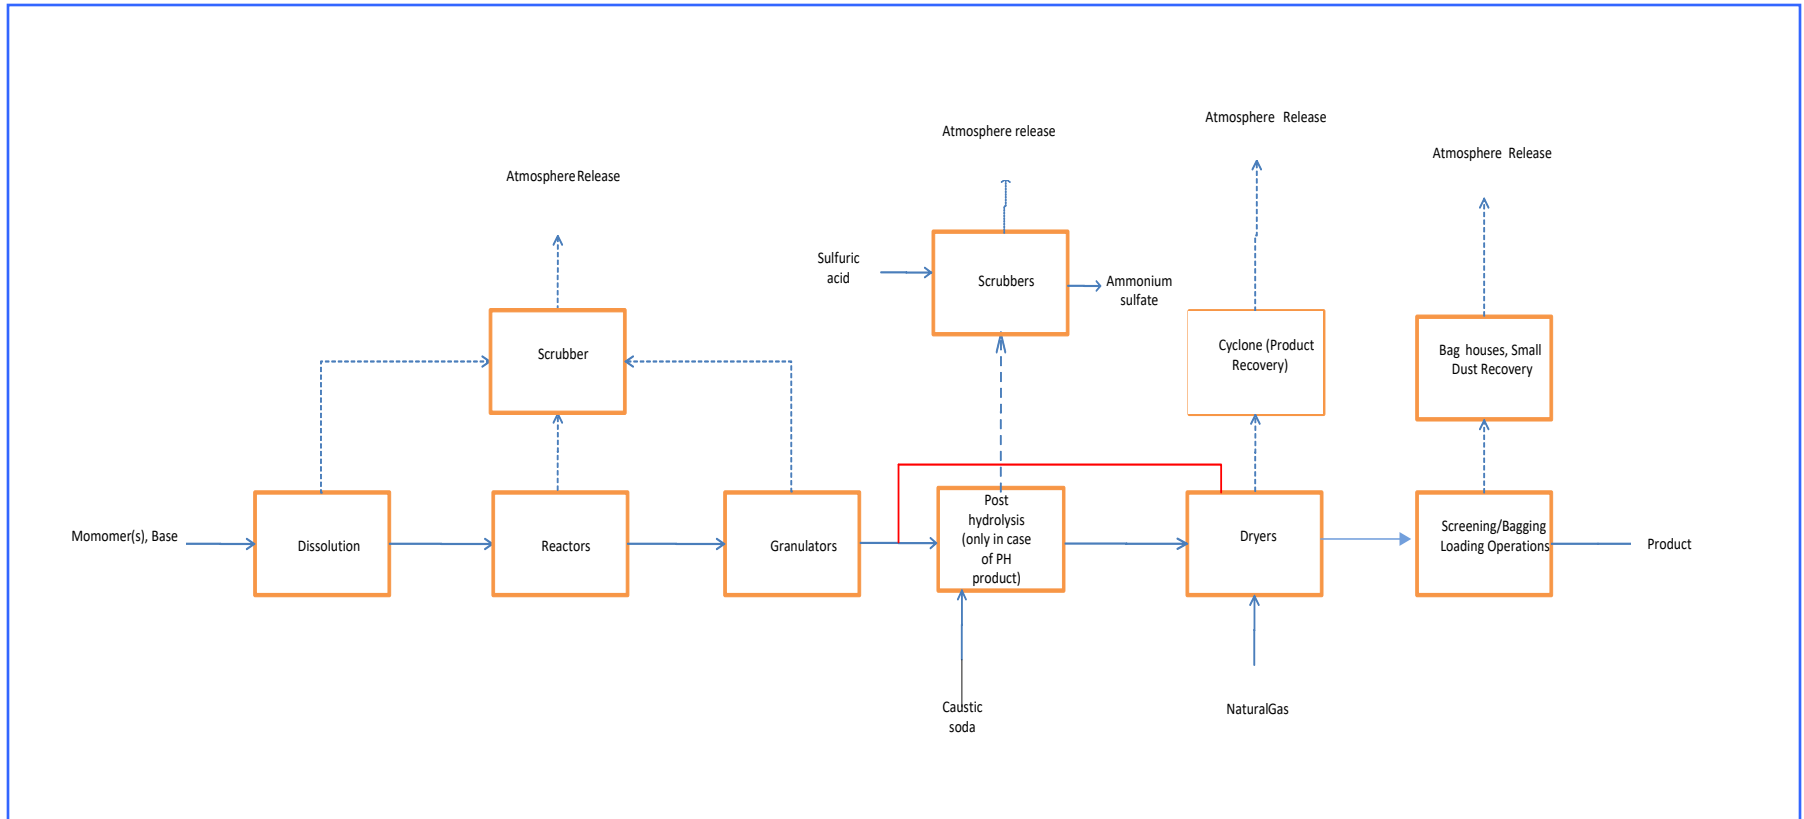 Atmosphere Release
Atmosphere release
Atmosphere Release
Atmosphere Release
Sulfuric
acid
Scrubbers
Ammonium
sulfate
Scrubber
Cyclone (Product
Recovery)
Bag houses, Small
Dust Recovery
Momomer(s), Base
Dissolution
Reactors
Granulators
Post
hydrolysis
(only in case
of PH
product)
Dryers
Screening/Bagging
Loading Operations
Product
Caustic
soda
NaturalGas